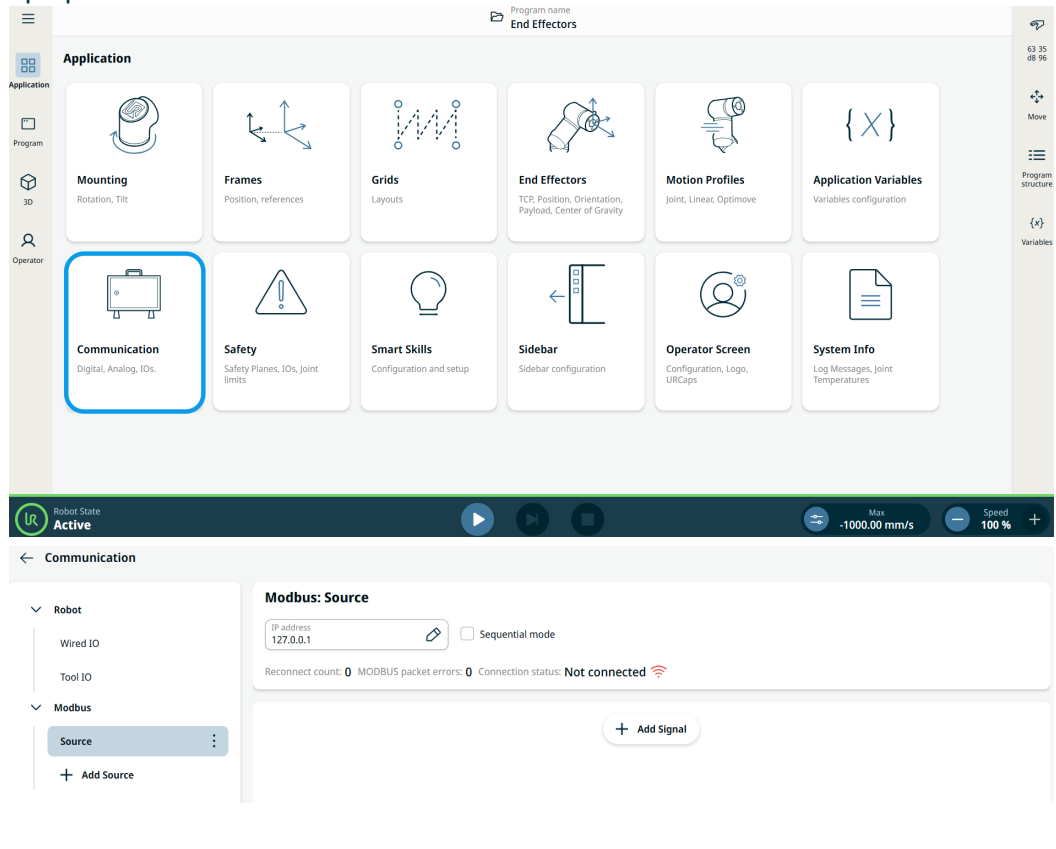 Program name
End Effectors
Application
63 35
d8 96
Application
Move
Program
Program
structure
3D
{x}
Variables
Operator
Mounting
Rotation, Tilt
Frames
Position, references
Grids
Layouts
End Effectors
TCP, Position, Orientation,
Payload, Center of Gravity
Motion Profiles
Joint, Linear, Optimove
{X}
Application Variables
Variables configuration
Communication
Digital, Analog, IOs.
Safety
Safety Planes, IOs, Joint
limits
Smart Skills
Configuration and setup
Sidebar
Sidebar configuration
Operator Screen
Configuration, Logo,
URCaps
System Info
Log Messages, Joint
Temperatures
UR
Robot State
Active
Max
-1000.00 mm/s
Speed
100 %
Communication
Robot
Wired IO
Tool IO
Modbus
Source
Add Source
Modbus: Source
IP address
127.0.0.1
Sequential mode
Reconnect count: 0 MODBUS packet errors: 0 Connection status: Not connected
Add Signal